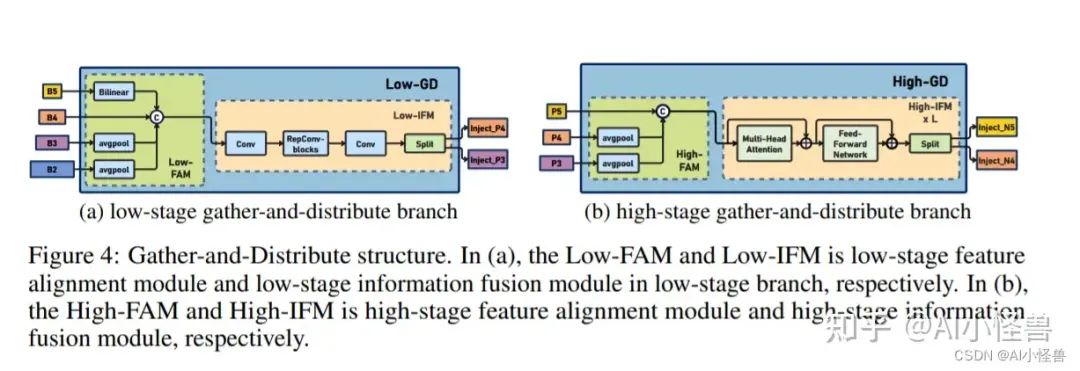 Low-GD
B5
Bilinear
B4
C
B3
avgpool
B2
avgpool
Low-
FAM
Low-IFM
Conv
RepConv-
blocks
Conv
Split
Inject_P4
Inject_P3
(a) low-stage gather-and-distribute branch
High-GD
P5
C
P4
avgpool
P3
avgpool
High-
FAM
High-IFM
x L
Multi-Head
Attention
Feed-
Forward
Network
Split
Inject_N5
Inject_N4
(b) high-stage gather-and-distribute branch
Figure 4: Gather-and-Distribute structure. In (a), the Low-FAM and Low-IFM is low-stage feature
alignment module and low-stage information fusion module in low-stage branch, respectively. In (b),
the High-FAM and High-IFM is high-stage feature alignment module and high-stage information
fusion module, respectively.
知乎 @AI小怪兽
CSDN @AI小怪兽